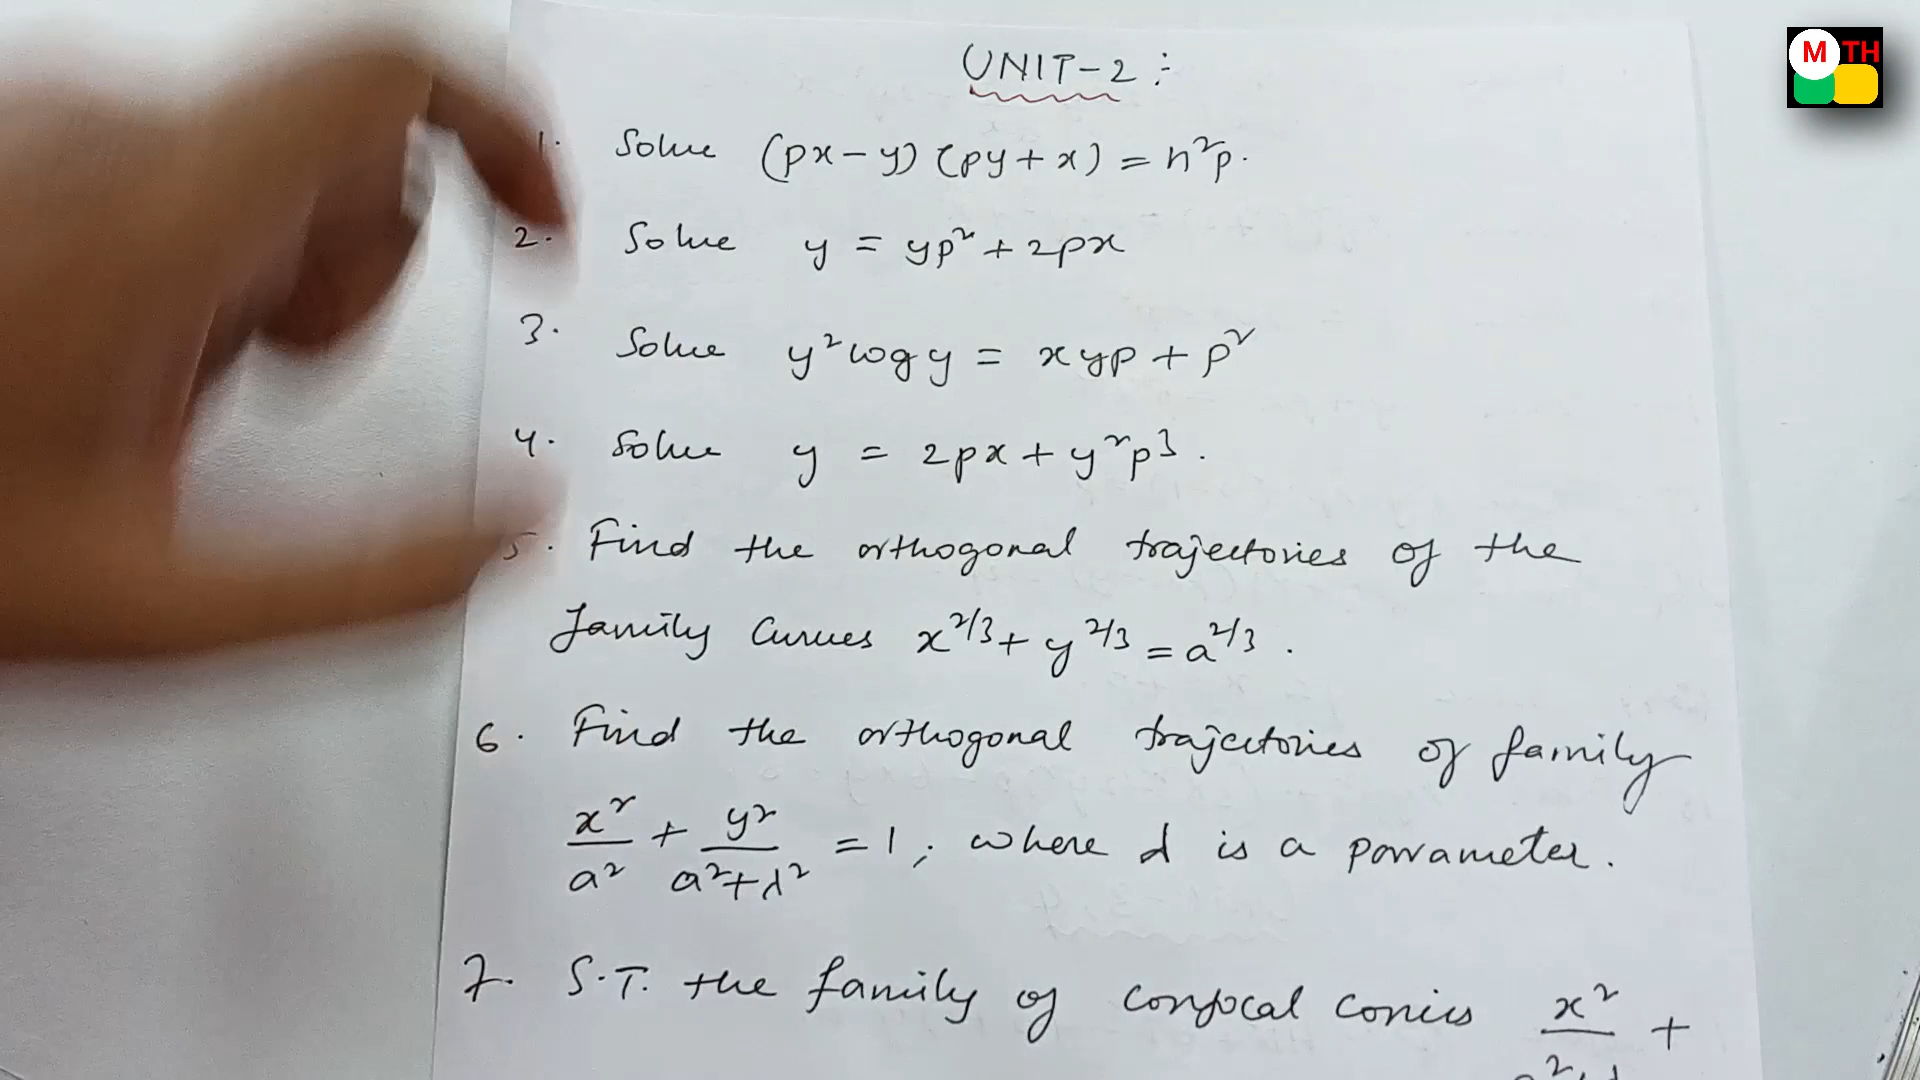 M TH
UNIT-2 :-
1. Solve (px-y) (py+x) = n²p.
2. Solve y = yp² + 2px
3. Solve y² log y = xyp + p²
4. Solve y = 2px + y²p³.
5. Find the orthogonal trajectories of the
family curves x^2/3 + y^2/3 = a^2/3.
6. Find the orthogonal trajectories of family
x²/a² + y²/a²+λ² = 1, where λ is a parameter.
7. S.T. the family of confocal conics x² +